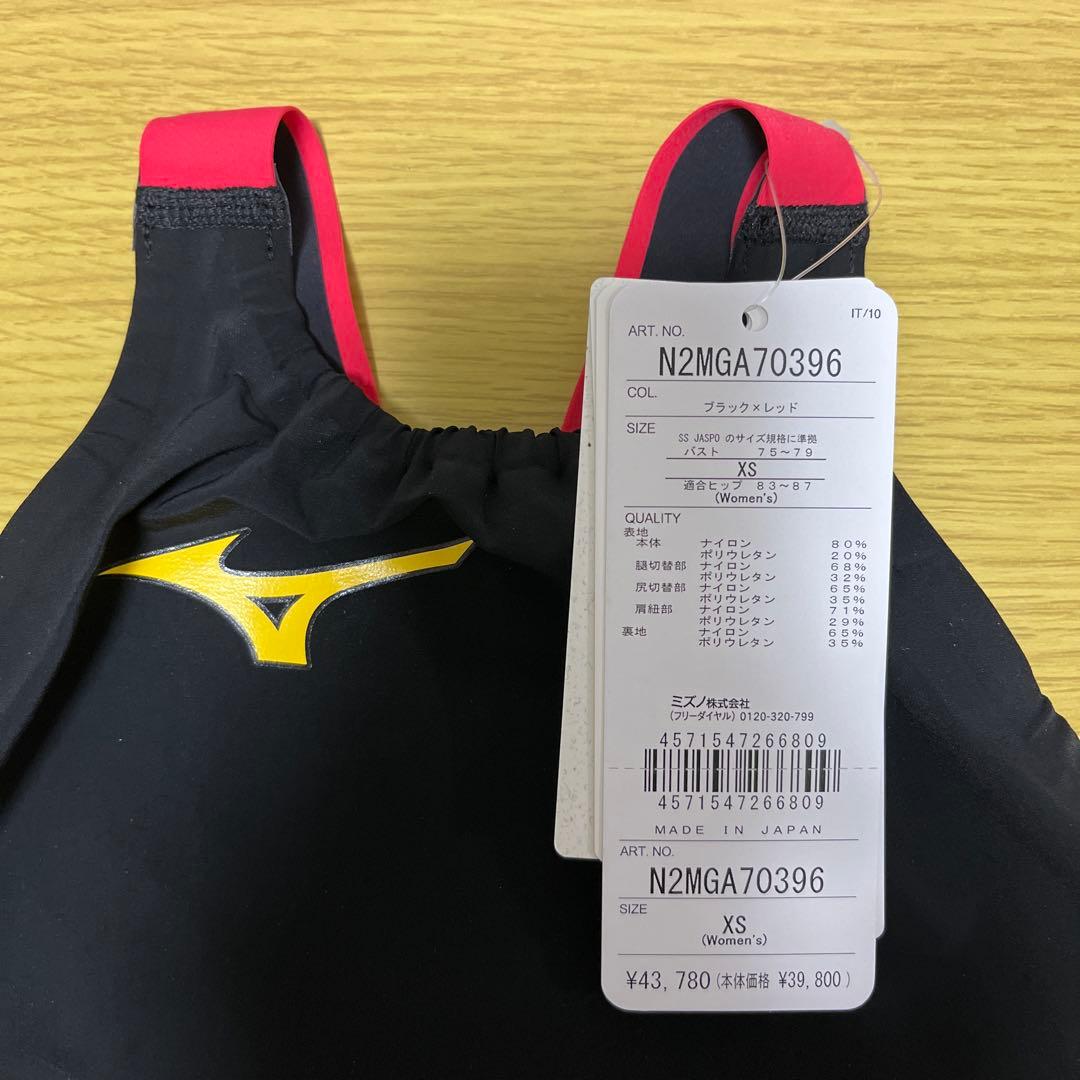 IT/10
ART. NO.
N2MGA70396
COL.
ブラック×レッド
SIZE
SS JASPO のサイズ規格に準拠
バスト 75～79
XS
適合ヒップ 83～87
(Women's)
QUALITY
表地
本体 ナイロン 80%
ポリウレタン 20%
腿切替部 ナイロン 68%
ポリウレタン 32%
尻切替部 ナイロン 65%
ポリウレタン 35%
肩紐部 ナイロン 71%
ポリウレタン 29%
裏地 ナイロン 65%
ポリウレタン 35%
ミズノ株式会社
(フリーダイヤル) 0120-320-799
4571547266809
4571547266809
MADE IN JAPAN
ART. NO.
N2MGA70396
SIZE
XS
(Women's)
¥43,780(本体価格 ¥39,800)